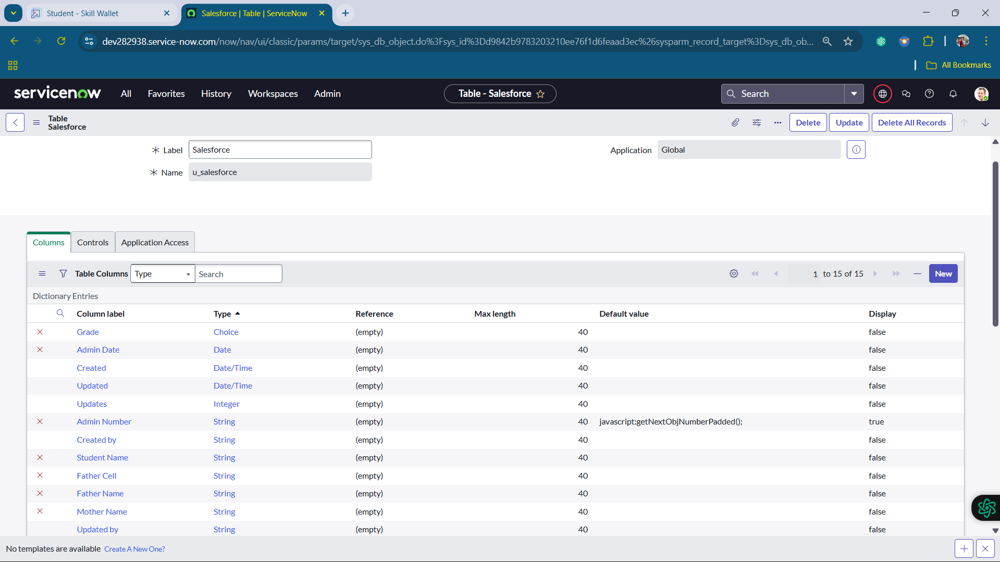 Student - Skill Wallet
Salesforce | Table | ServiceNow
dev282938.service-now.com/now/nav/ui/classic/params/target/sys_db_object.do%3Fsys_id%3Dd9842b9783203210ee76f1d6feaad3ec%26sysparm_record_target%3Dsys_db_ob...
All Bookmarks
servicenow All Favorites History Workspaces Admin Table - Salesforce Search
Table
Salesforce
Delete Update Delete All Records
Label Salesforce Application Global
Name u_salesforce
Columns Controls Application Access
Table Columns Type Search 1 to 15 of 15 New
Dictionary Entries
Column label Type Reference Max length Default value Display
Grade Choice (empty) 40 false
Admin Date Date (empty) 40 false
Created Date/Time (empty) 40 false
Updated Date/Time (empty) 40 false
Updates Integer (empty) 40 false
Admin Number String (empty) 40 javascript:getNextObjNumberPadded(); true
Created by String (empty) 40 false
Student Name String (empty) 40 false
Father Cell String (empty) 40 false
Father Name String (empty) 40 false
Mother Name String (empty) 40 false
Updated by String (empty) 40 false
No templates are available Create A New One?